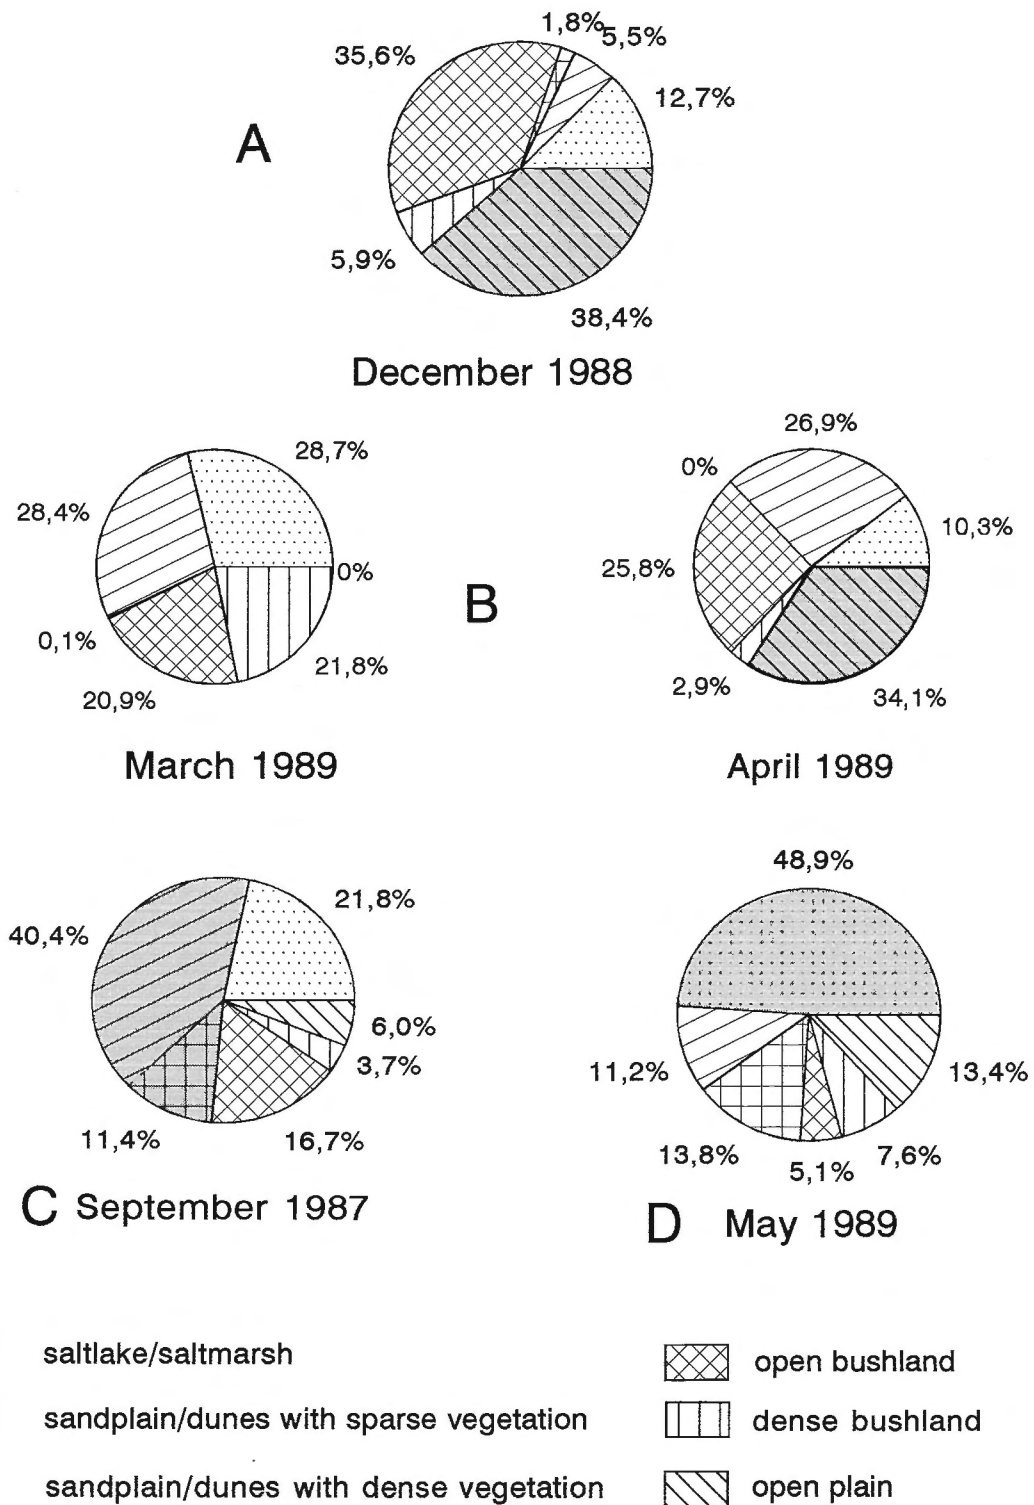 1,8%
5,5%
35,6%
12,7%
A
5,9%
38,4%
December 1988
28,7%
28,4%
0%
0,1%
21,8%
20,9%
March 1989
B
26,9%
0%
10,3%
25,8%
2,9%
34,1%
April 1989
21,8%
40,4%
6,0%
3,7%
11,4%
16,7%
C September 1987
48,9%
11,2%
13,4%
13,8%
7,6%
5,1%
D May 1989
saltlake/saltmarsh
sandplain/dunes with sparse vegetation
sandplain/dunes with dense vegetation
open bushland
dense bushland
open plain